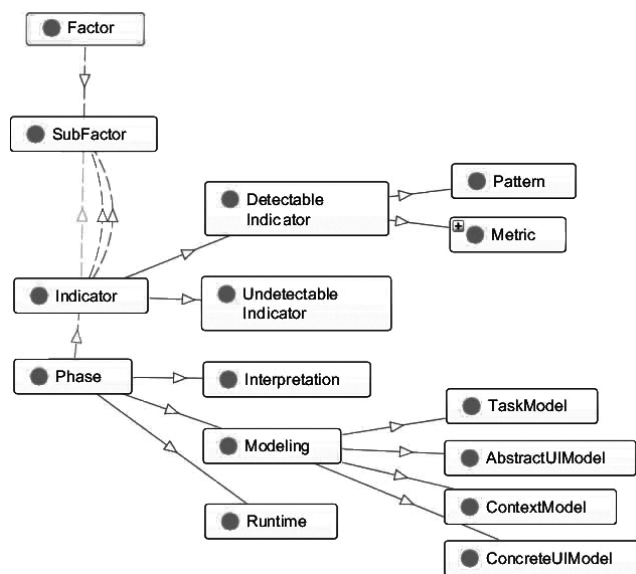 Factor
SubFactor
Detectable
Indicator
Pattern
Metric
Indicator
Undetectable
Indicator
Phase
Interpretation
Modeling
Runtime
TaskModel
AbstractUIModel
ContextModel
ConcreteUIModel